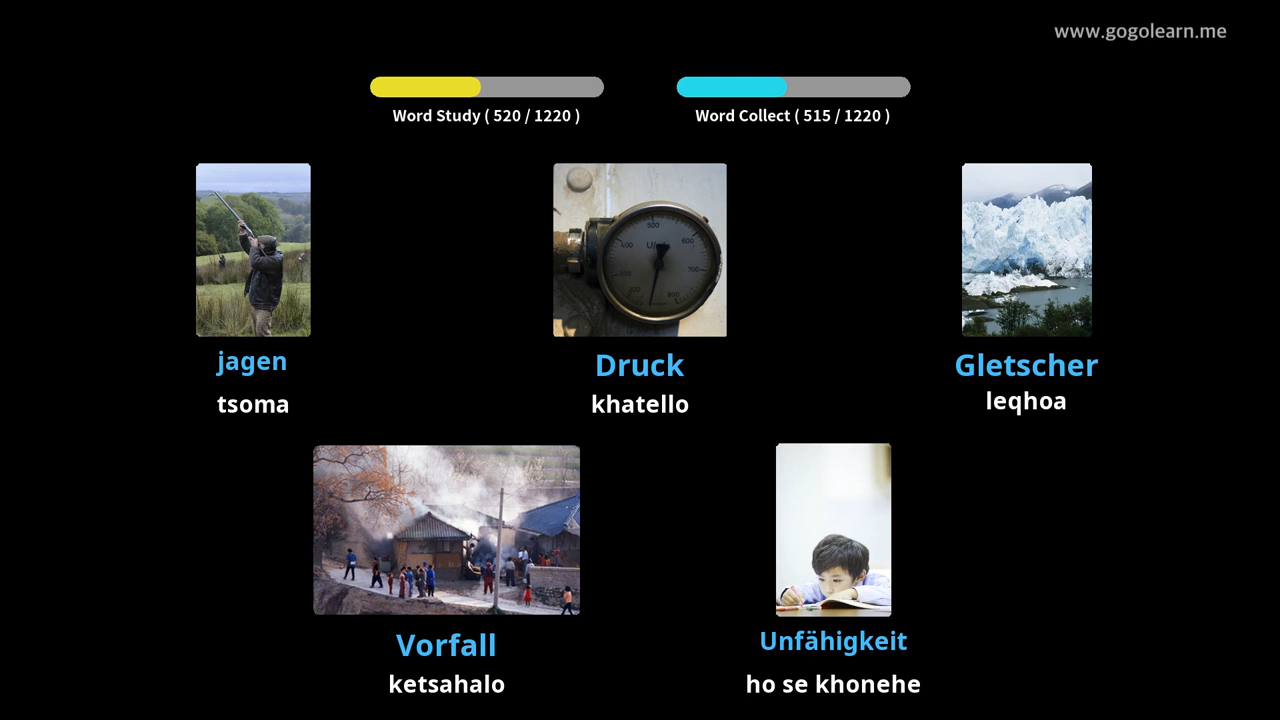 www.gogolearn.me
Word Study ( 520 / 1220 )
Word Collect ( 515 / 1220 )
jagen
tsoma
Druck
khatello
Gletscher
leqhoa
Vorfall
ketsahalo
Unfähigkeit
ho se khonehe